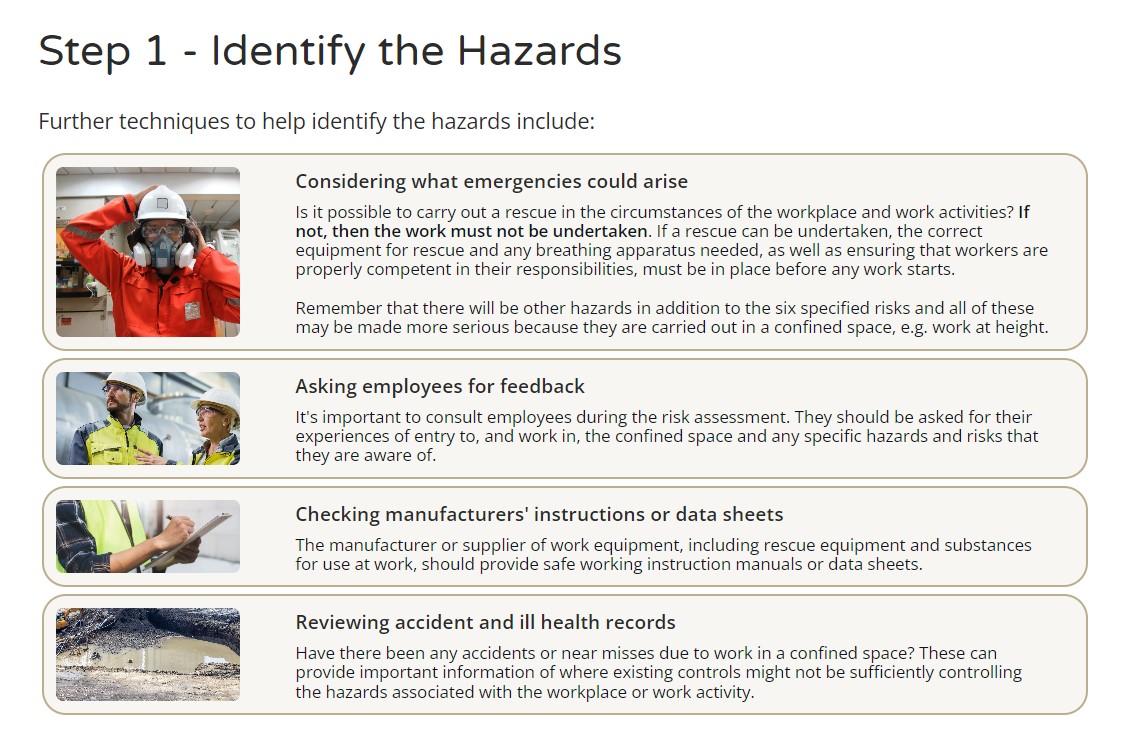 Step 1 - Identify the Hazards
Further techniques to help identify the hazards include:
Considering what emergencies could arise
Is it possible to carry out a rescue in the circumstances of the workplace and work activities? If
not, then the work must not be undertaken. If a rescue can be undertaken, the correct
equipment for rescue and any breathing apparatus needed, as well as ensuring that workers are
properly competent in their responsibilities, must be in place before any work starts.
Remember that there will be other hazards in addition to the six specified risks and all of these
may be made more serious because they are carried out in a confined space, e.g. work at height.
Asking employees for feedback
It's important to consult employees during the risk assessment. They should be asked for their
experiences of entry to, and work in, the confined space and any specific hazards and risks that
they are aware of.
Checking manufacturers' instructions or data sheets
The manufacturer or supplier of work equipment, including rescue equipment and substances
for use at work, should provide safe working instruction manuals or data sheets.
Reviewing accident and ill health records
Have there been any accidents or near misses due to work in a confined space? These can
provide important information of where existing controls might not be sufficiently controlling
the hazards associated with the workplace or work activity.